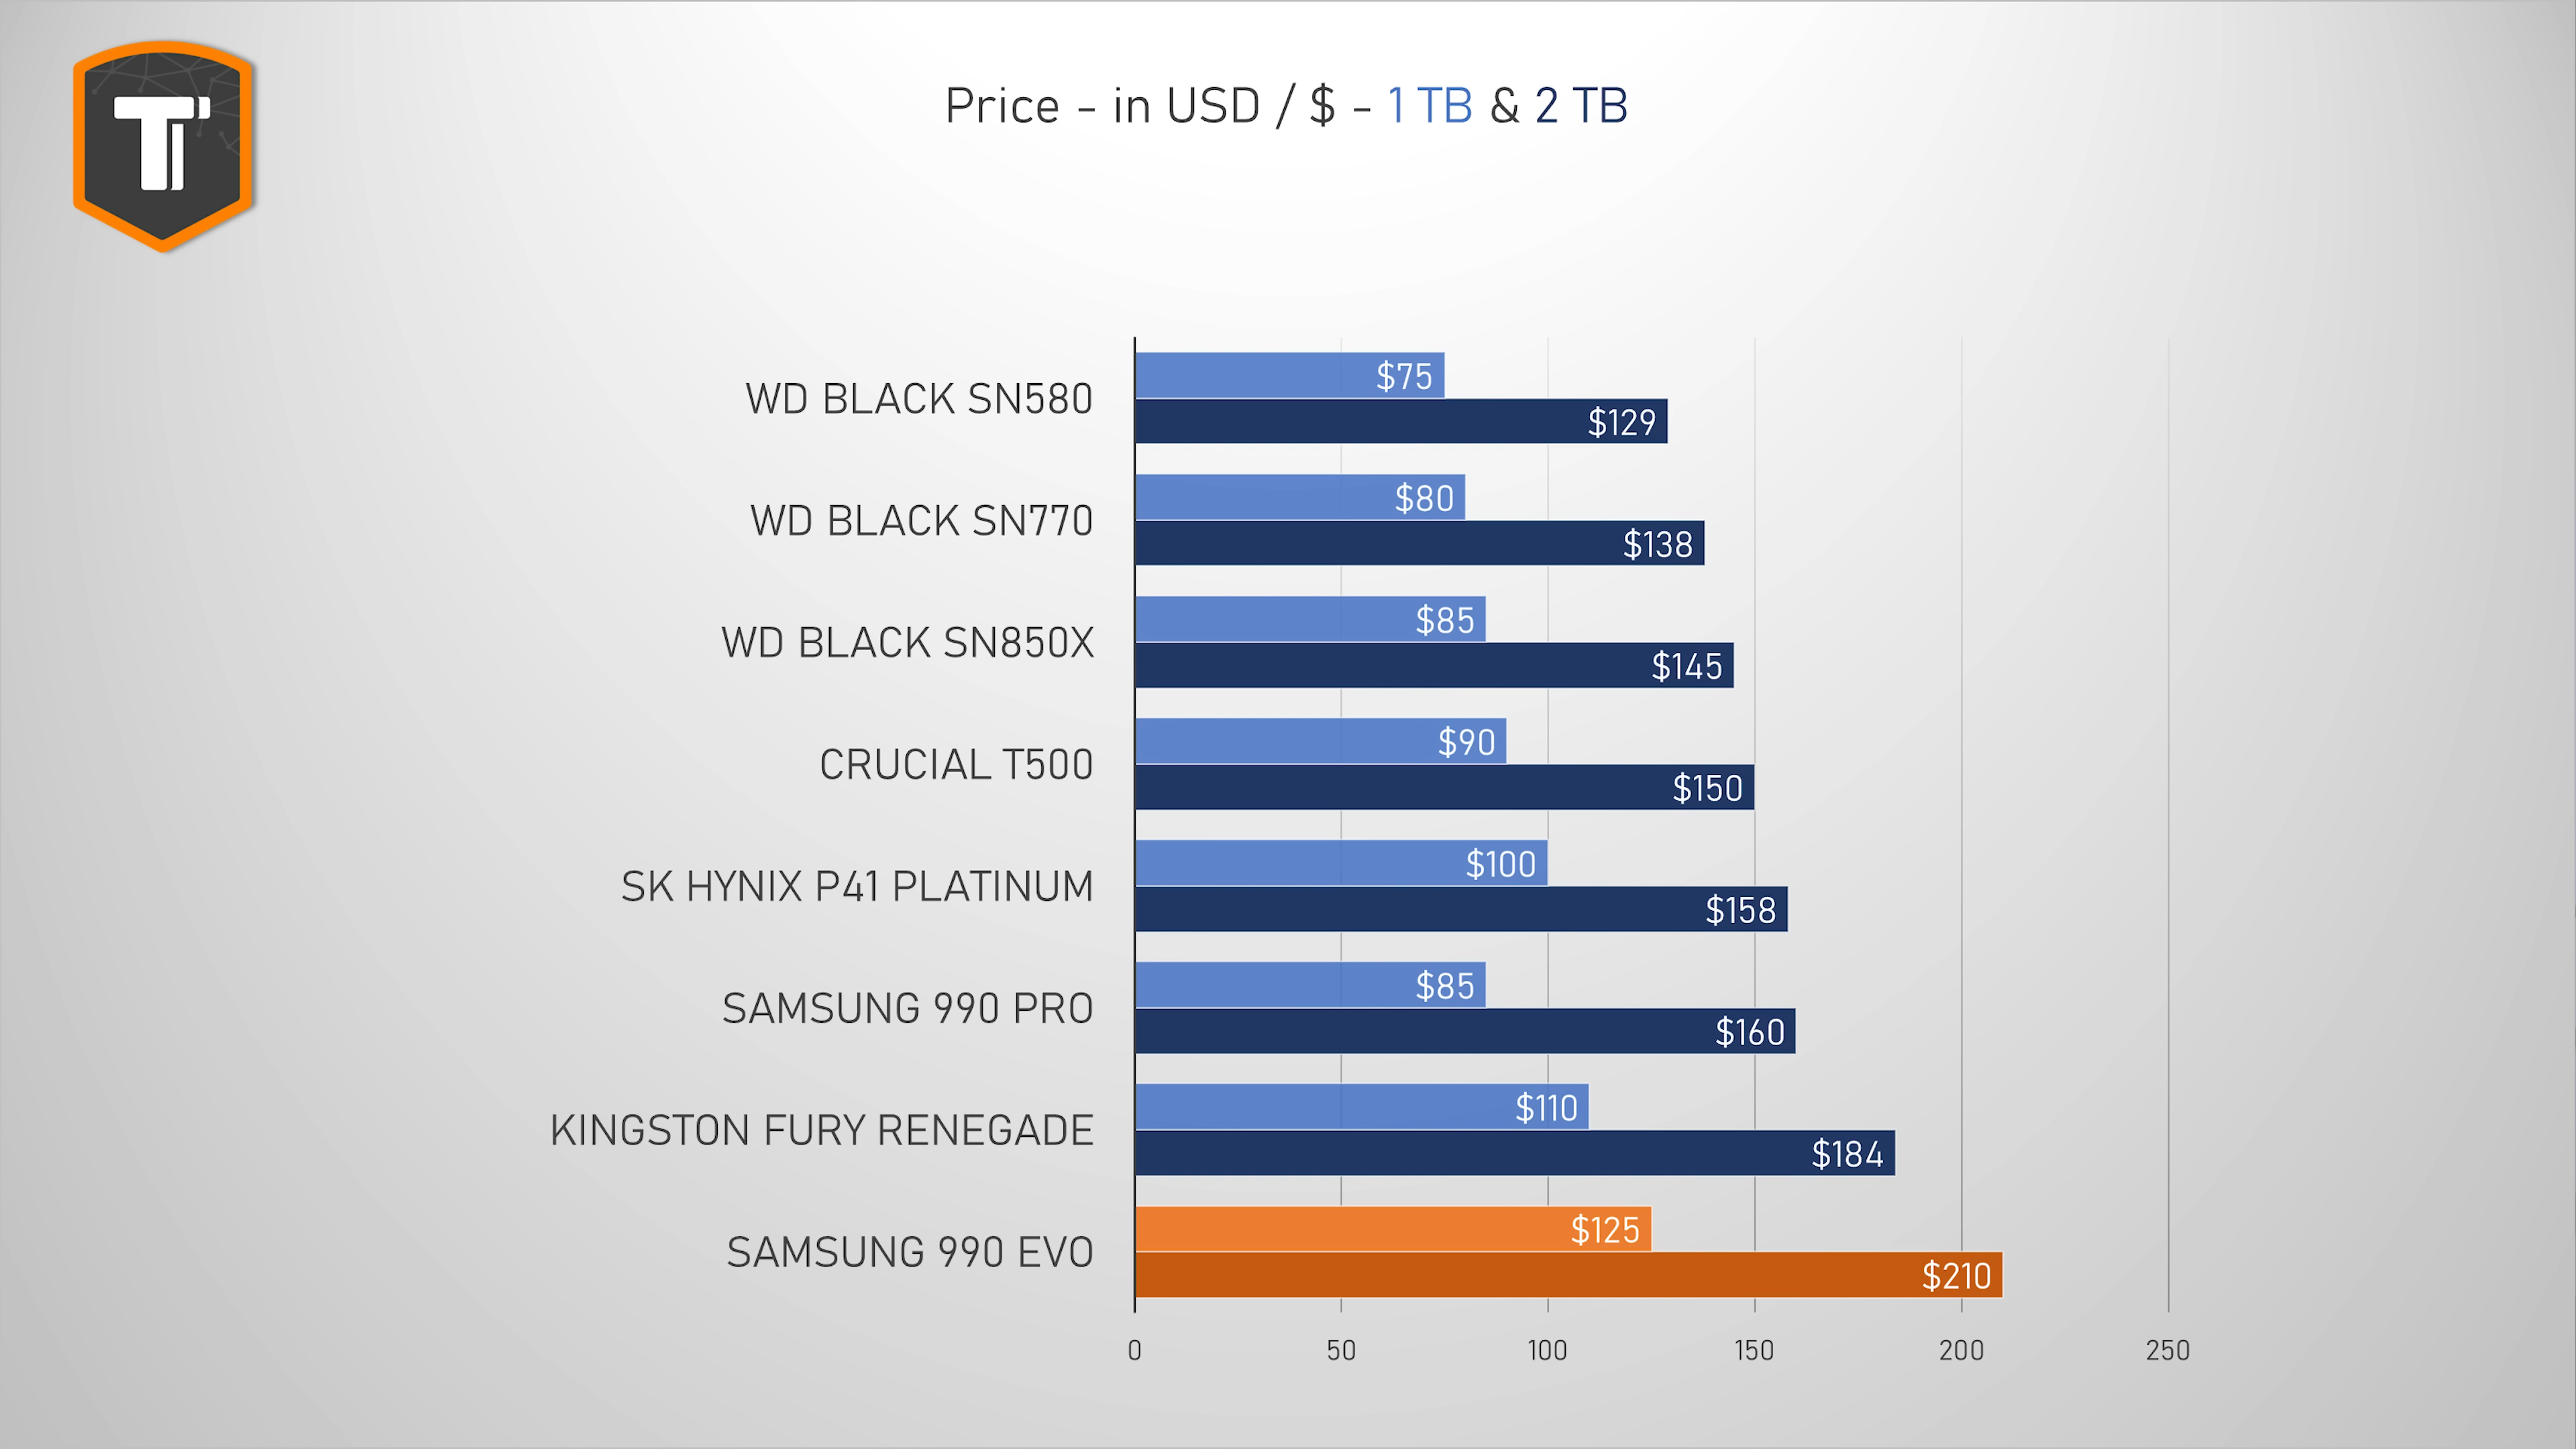 Price - in USD / $ - 1 TB & 2 TB
WD BLACK SN580
$75
$129
WD BLACK SN770
$80
$138
WD BLACK SN850X
$85
$145
CRUCIAL T500
$90
$150
SK HYNIX P41 PLATINUM
$100
$158
SAMSUNG 990 PRO
$85
$160
KINGSTON FURY RENEGADE
$110
$184
SAMSUNG 990 EVO
$125
$210
0 50 100 150 200 250